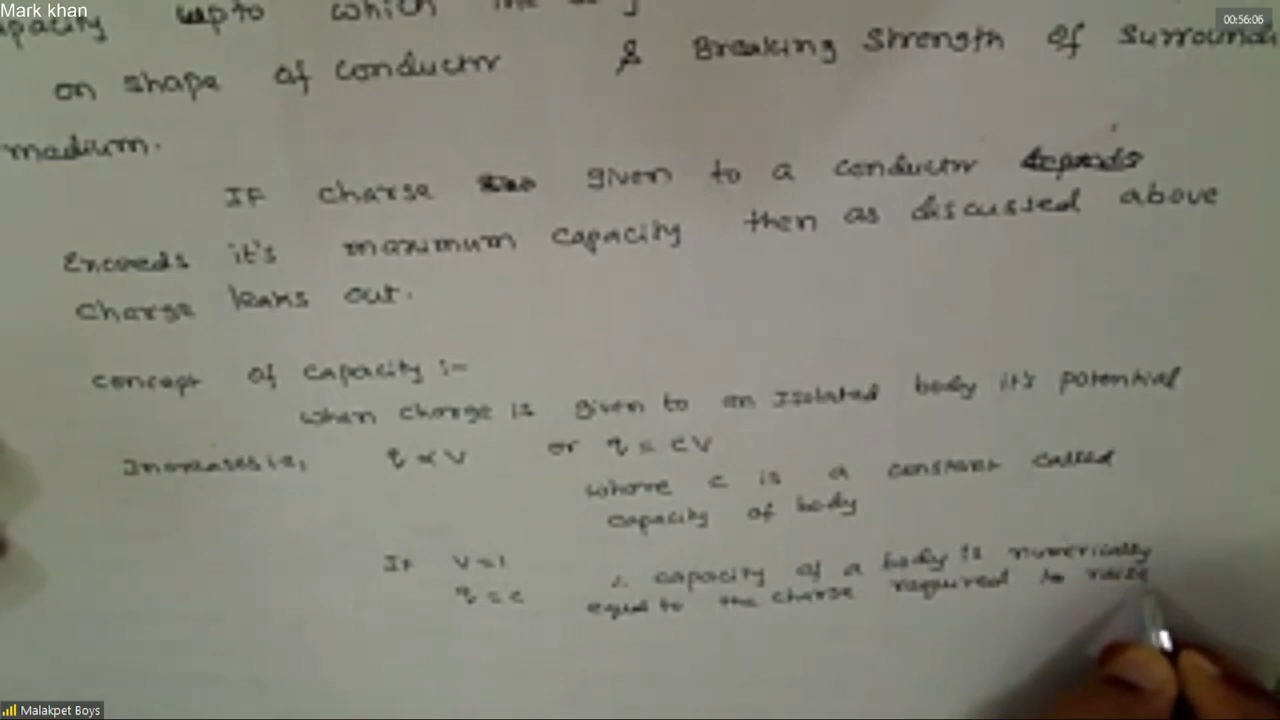 Mark khan
00:56:06
apacity upto which
on shape of conductor & Breaking Strength of Surroundi
medium.
IF charge given to a conductor depends
Exceeds it's maximum capacity then as discussed above
charge leaks out.
concept of capacity :-
when charge is given to an Isolated body it's potential
Increases i.e, q ∝ V or q = CV
where c is a constant called
capacity of body
If V=1
q = c
∴ capacity of a body is numerically
equal to the charge required to raise
Malakpet Boys